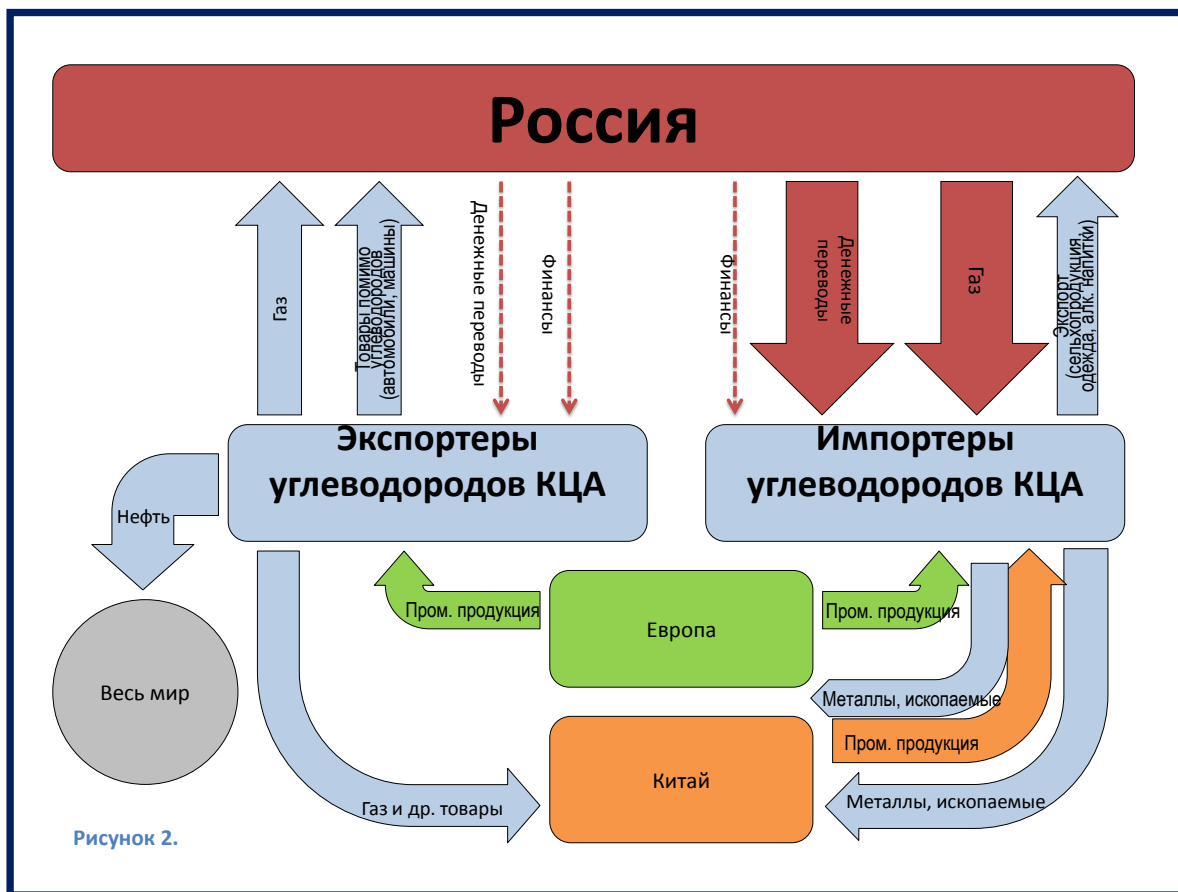 Россия
Газ
Товары помимо
углеводородов
(автомобили, машины)
Денежные переводы
Финансы
Финансы
Денежные
переводы
Газ
Экспорт
(сельхопродукция,
одежда, алк. напитки)
Экспортеры
углеводородов КЦА
Импортеры
углеводородов КЦА
Нефть
Пром. продукция
Европа
Пром. продукция
Весь мир
Металлы, ископаемые
Пром. продукция
Китай
Газ и др. товары
Металлы, ископаемые
Рисунок 2.